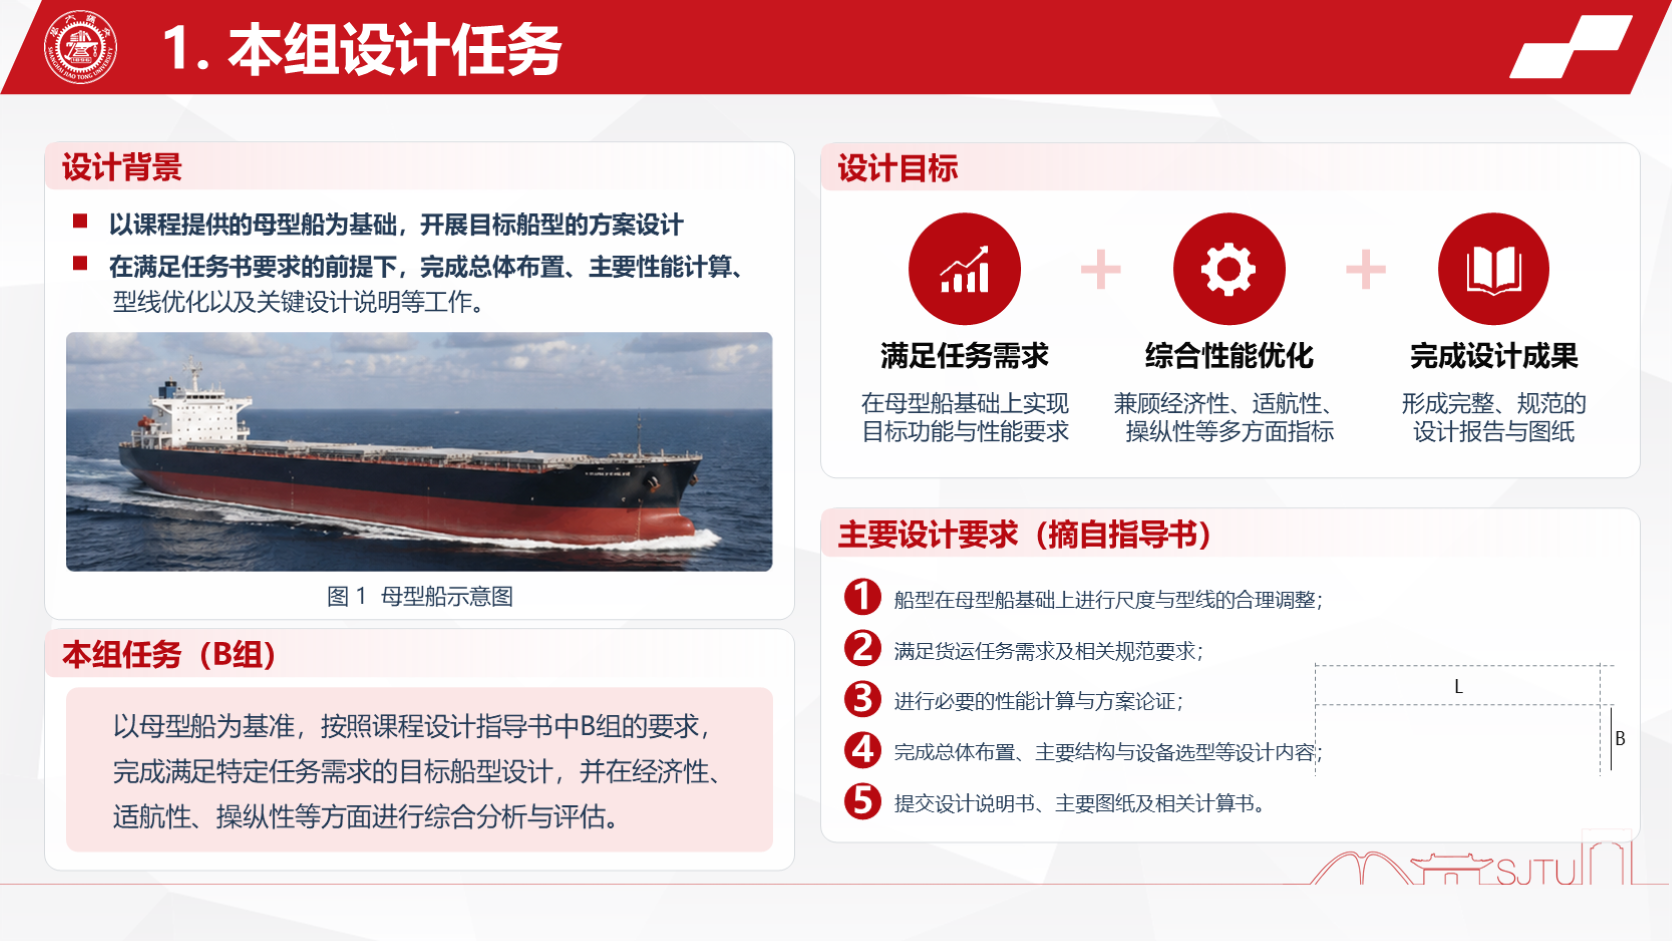 1. 本组设计任务
设计背景
以课程提供的母型船为基础，开展目标船型的方案设计
在满足任务书要求的前提下，完成总体布置、主要性能计算、
型线优化以及关键设计说明等工作。
图 1 母型船示意图
本组任务（B组）
以母型船为基准，按照课程设计指导书中B组的要求，
完成满足特定任务需求的目标船型设计，并在经济性、
适航性、操纵性等方面进行综合分析与评估。
设计目标
满足任务需求
在母型船基础上实现
目标功能与性能要求
综合性能优化
兼顾经济性、适航性、
操纵性等多方面指标
完成设计成果
形成完整、规范的
设计报告与图纸
主要设计要求（摘自指导书）
1 船型在母型船基础上进行尺度与型线的合理调整；
2 满足货运任务需求及相关规范要求；
3 进行必要的性能计算与方案论证；
4 完成总体布置、主要结构与设备选型等设计内容；
5 提交设计说明书、主要图纸及相关计算书。
L
B
SJTU